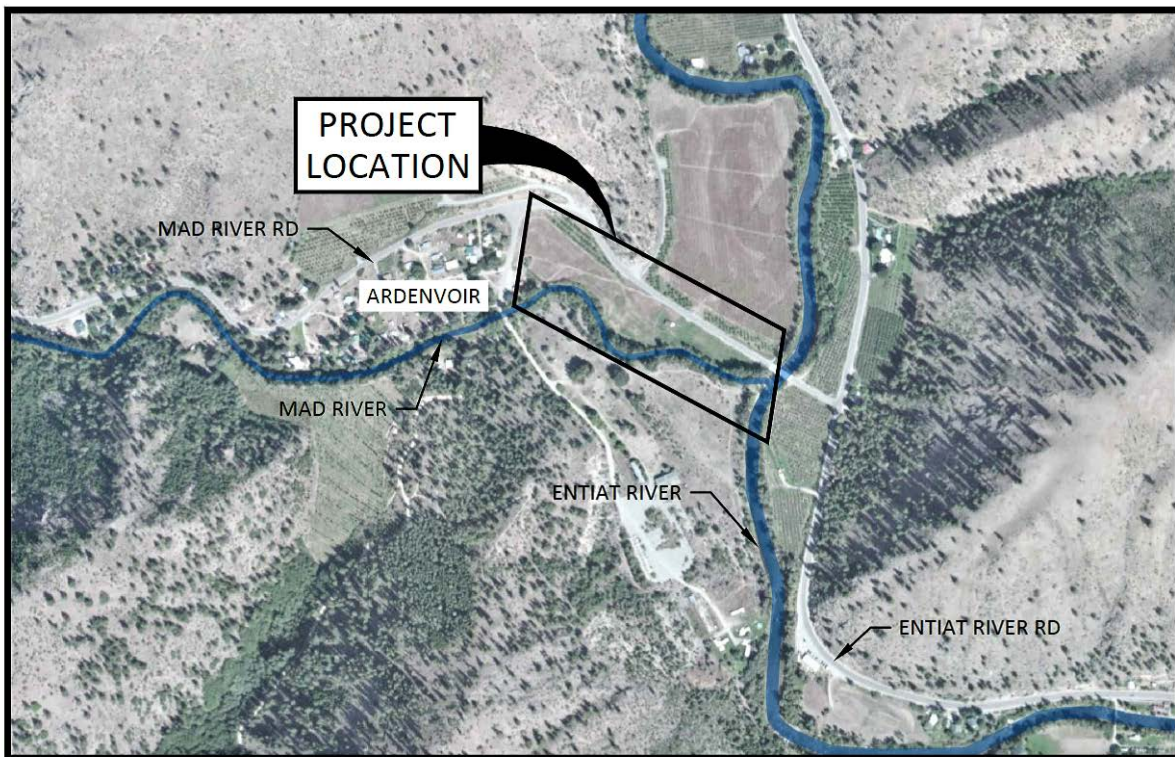 PROJECT
LOCATION
MAD RIVER RD
ARDENVOIR
MAD RIVER
ENTIAT RIVER
ENTIAT RIVER RD